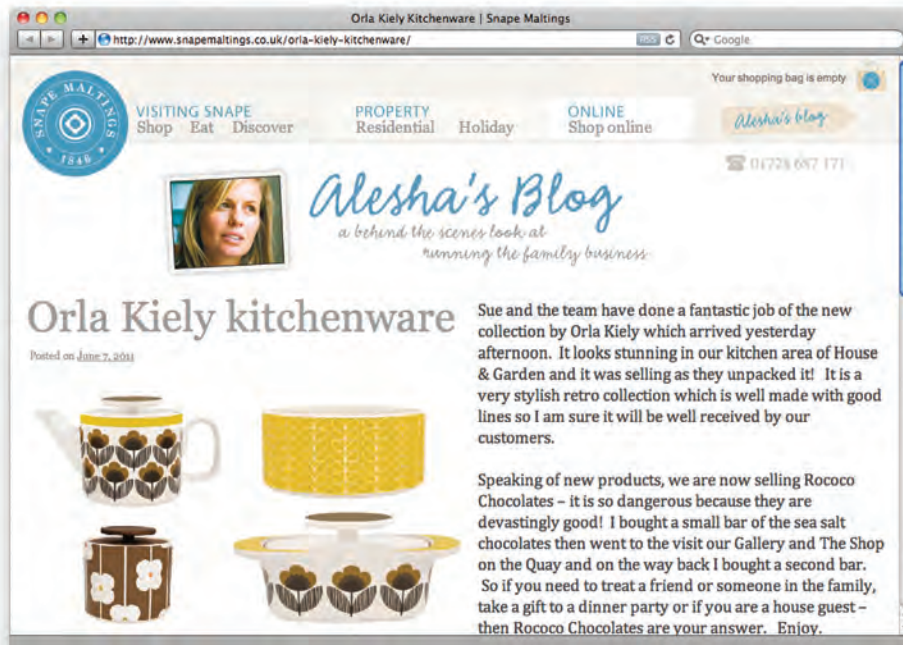 Orla Kiely Kitchenware | Snape Maltings
http://www.snapemaltings.co.uk/orla-kiely-kitchenware/
RSS
Google
Your shopping bag is empty
SNAPE MALTINGS
1846
VISITING SNAPE
Shop Eat Discover
PROPERTY
Residential Holiday
ONLINE
Shop online
Alesha's blog
01728 687 171
Alesha's Blog
a behind the scenes look at
running the family business
Orla Kiely kitchenware
Posted on June 7, 2011
Sue and the team have done a fantastic job of the new
collection by Orla Kiely which arrived yesterday
afternoon. It looks stunning in our kitchen area of House
& Garden and it was selling as they unpacked it! It is a
very stylish retro collection which is well made with good
lines so I am sure it will be well received by our
customers.
Speaking of new products, we are now selling Rococo
Chocolates – it is so dangerous because they are
devastingly good! I bought a small bar of the sea salt
chocolates then went to the visit our Gallery and The Shop
on the Quay and on the way back I bought a second bar.
So if you need to treat a friend or someone in the family,
take a gift to a dinner party or if you are a house guest –
then Rococo Chocolates are your answer. Enjoy.